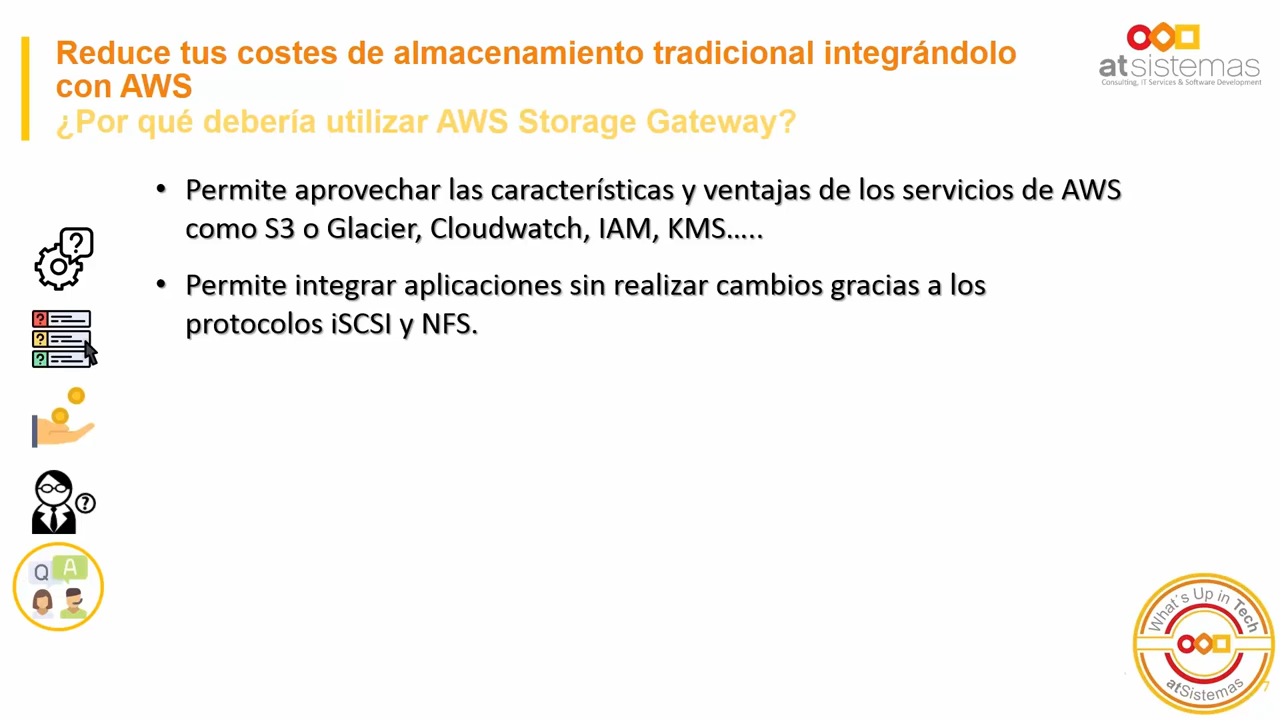 Reduce tus costes de almacenamiento tradicional integrándolo
con AWS
¿Por qué debería utilizar AWS Storage Gateway?
atsistemas
Consulting, IT Services & Software Development
• Permite aprovechar las características y ventajas de los servicios de AWS
como S3 o Glacier, Cloudwatch, IAM, KMS.....
• Permite integrar aplicaciones sin realizar cambios gracias a los
protocolos iSCSI y NFS.
?
?
?
?
?
Q A
What's Up in Tech
atSistemas
7